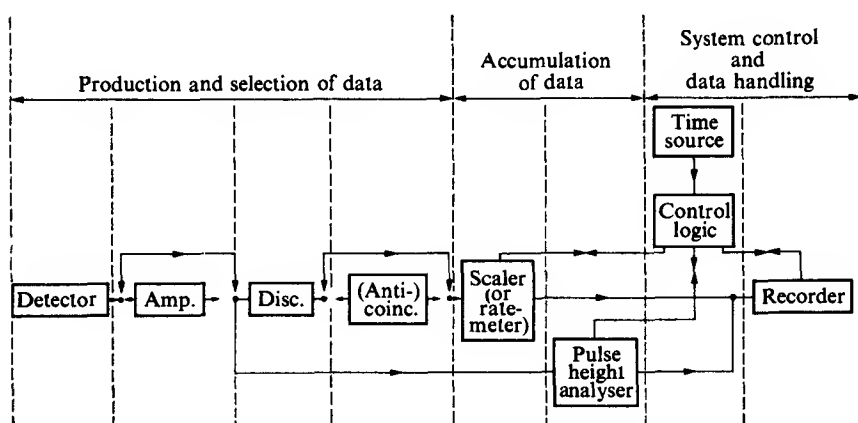 Production and selection of data
Accumulation
of data
System control
and
data handling
Time
source
Control
logic
Detector
Amp.
Disc.
(Anti-)
coinc.
Scaler
(or
rate-
meter)
Recorder
Pulse
height
analyser